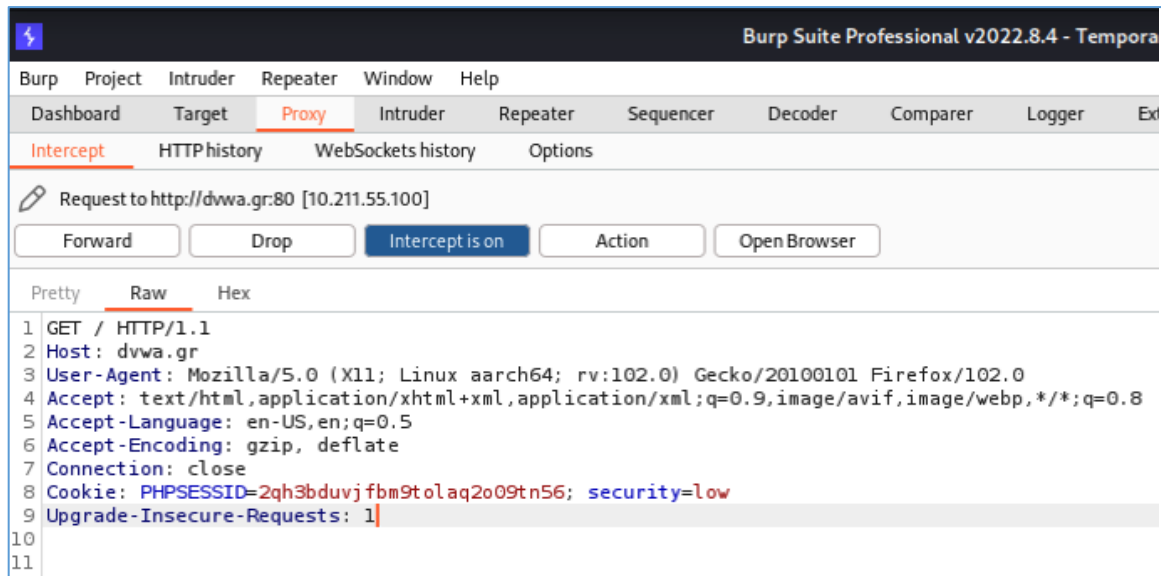 Burp Suite Professional v2022.8.4 - Tempora
Burp Project Intruder Repeater Window Help
Dashboard Target Proxy Intruder Repeater Sequencer Decoder Comparer Logger Ext
Intercept HTTP history WebSockets history Options
Request to http://dvwa.gr:80 [10.211.55.100]
Forward Drop Intercept is on Action Open Browser
Pretty Raw Hex
1 GET / HTTP/1.1
2 Host: dvwa.gr
3 User-Agent: Mozilla/5.0 (X11; Linux aarch64; rv:102.0) Gecko/20100101 Firefox/102.0
4 Accept: text/html,application/xhtml+xml,application/xml;q=0.9,image/avif,image/webp,*/*;q=0.8
5 Accept-Language: en-US,en;q=0.5
6 Accept-Encoding: gzip, deflate
7 Connection: close
8 Cookie: PHPSESSID=2qh3bduvjfbm9tolaq2o09tn56; security=low
9 Upgrade-Insecure-Requests: 1
10
11